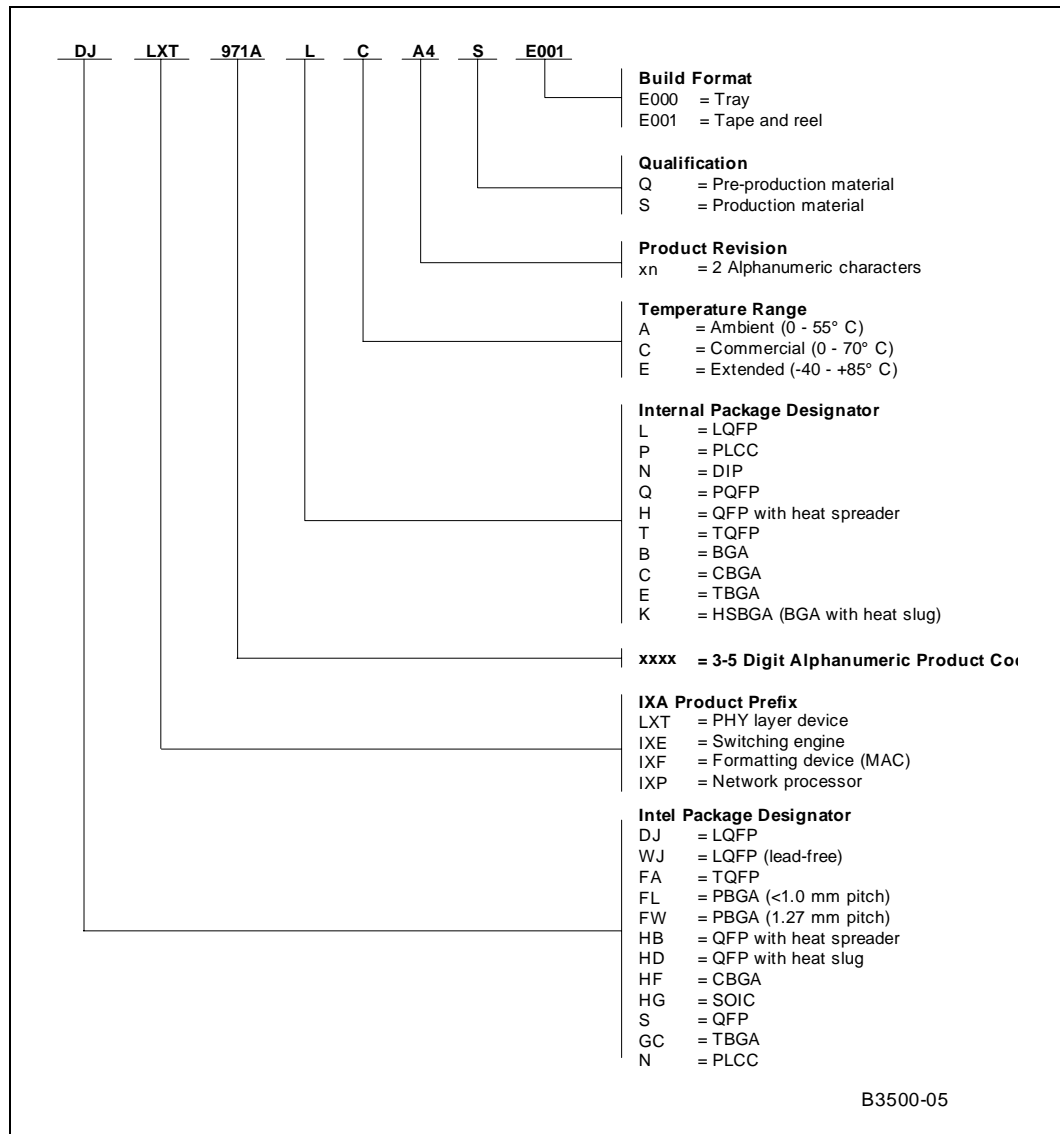 DJ LXT 971A L C A4 S E001
Build Format
E000 = Tray
E001 = Tape and reel
Qualification
Q = Pre-production material
S = Production material
Product Revision
xn = 2 Alphanumeric characters
Temperature Range
A = Ambient (0 - 55° C)
C = Commercial (0 - 70° C)
E = Extended (-40 - +85° C)
Internal Package Designator
L = LQFP
P = PLCC
N = DIP
Q = PQFP
H = QFP with heat spreader
T = TQFP
B = BGA
C = CBGA
E = TBGA
K = HSBGA (BGA with heat slug)
xxxx = 3-5 Digit Alphanumeric Product
IXA Product Prefix
LXT = PHY layer device
IXE = Switching engine
IXF = Formatting device (MAC)
IXP = Network processor
Intel Package Designator
DJ = LQFP
WJ = LQFP (lead-free)
FA = TQFP
FL = PBGA (<1.0 mm pitch)
FW = PBGA (1.27 mm pitch)
HB = QFP with heat spreader
HD = QFP with heat slug
HF = CBGA
HG = SOIC
S = QFP
GC = TBGA
N = PLCC
B3500-05